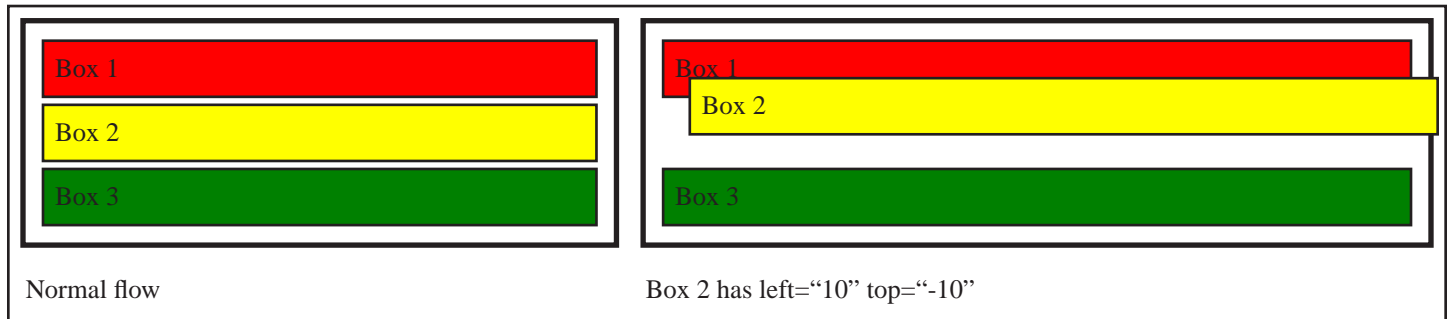 Box 1
Box 2
Box 3
Normal flow
Box 1
Box 2
Box 3
Box 2 has left=“10” top=“-10”